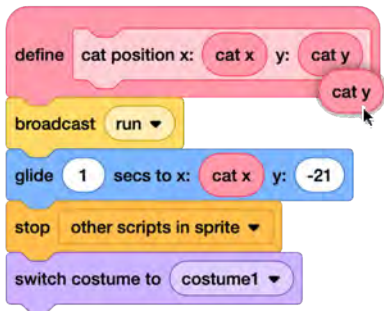 define cat position x: cat x y: cat y
cat y
broadcast run
glide 1 secs to x: cat x y: -21
stop other scripts in sprite
switch costume to costume1